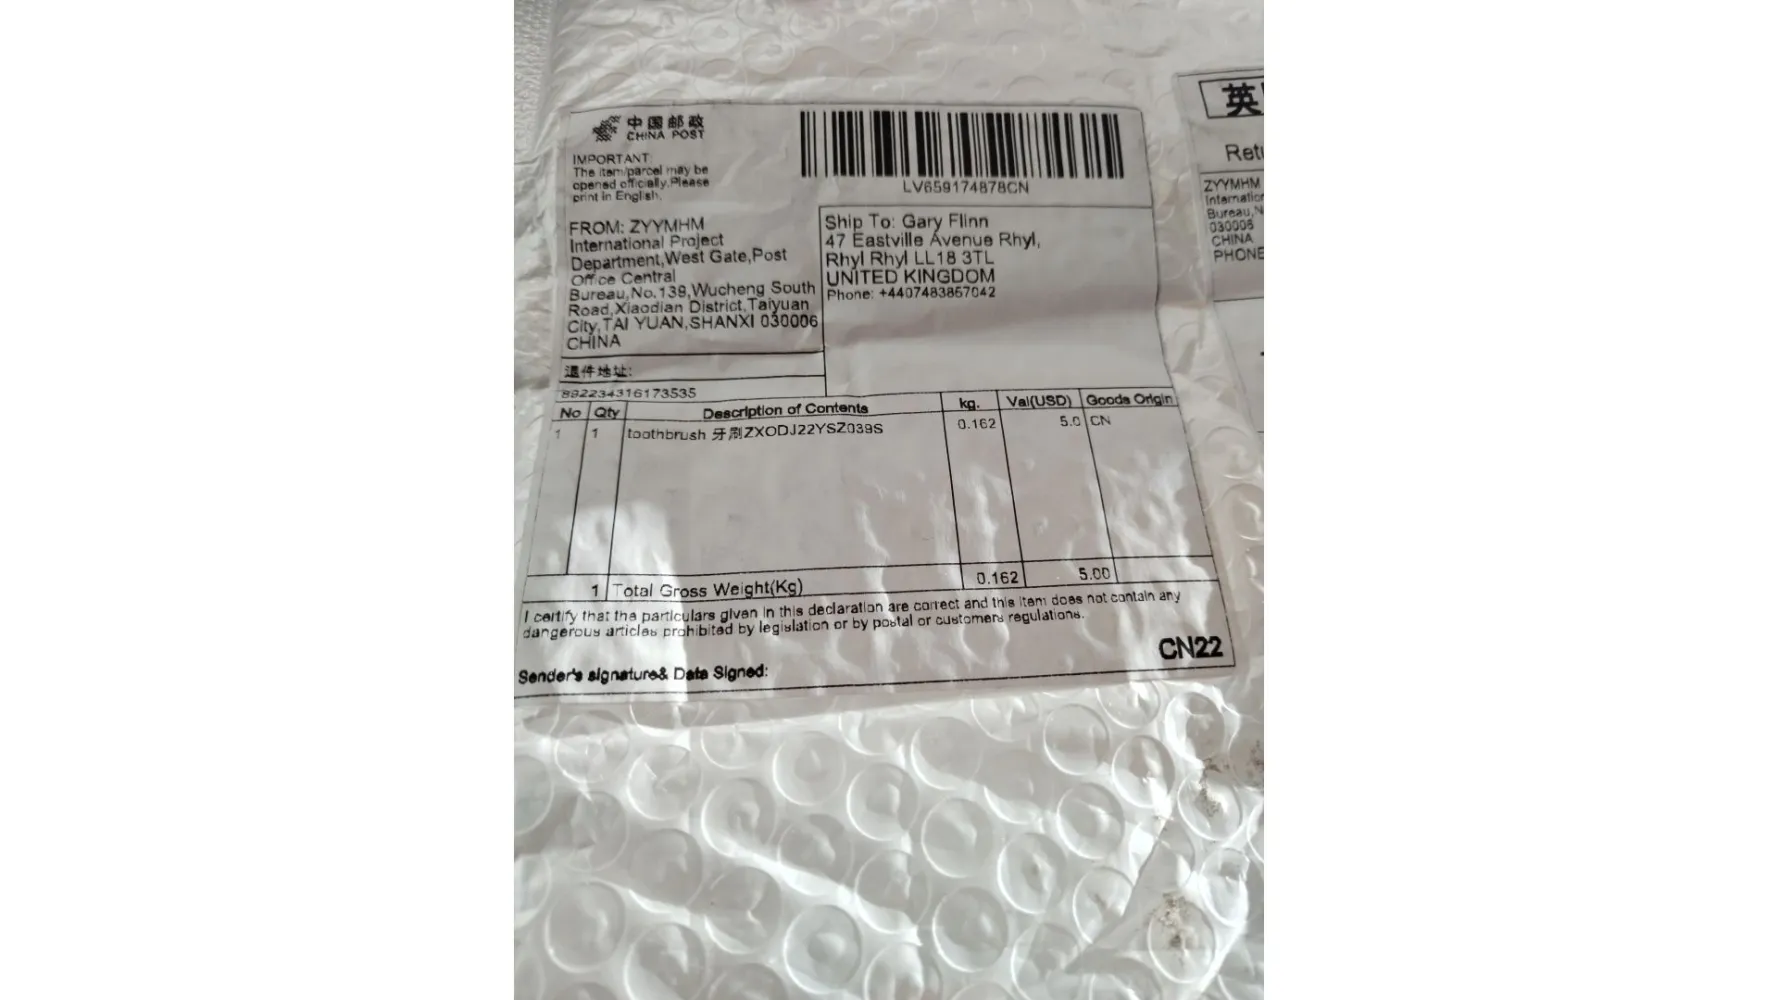 中国邮政
CHINA POST
IMPORTANT:
The item/parcel may be
opened officially.Please
print in English.
LV659174878CN
FROM: ZYYMHM
International Project
Department,West Gate,Post
Office Central
Bureau,No.139,Wucheng South
Road,Xiaodian District,Taiyuan
City,TAI YUAN,SHANXI 030006
CHINA
Ship To: Gary Flinn
47 Eastville Avenue Rhyl,
Rhyl Rhyl LL18 3TL
UNITED KINGDOM
Phone: +4407483857042
退件地址:
892234316173535
No Qty Description of Contents kg. Val(USD) Goods Origin
1 1 toothbrush 牙刷ZXODJ22YSZ039S 0.162 5.0 CN
1 Total Gross Weight(Kg) 0.162 5.00
I certify that the particulars given in this declaration are correct and this item does not contain any
dangerous articles prohibited by legislation or by postal or customers regulations.
CN22
Sender's signature& Data Signed:
英
ZYYMHM
Bureau,
030006
CHINA
PHONE